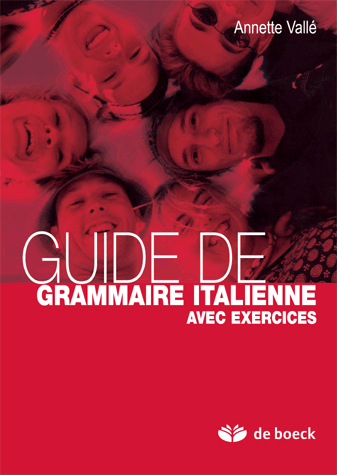 Annette Vallé
GUIDE DE
GRAMMAIRE ITALIENNE
AVEC EXERCICES
de boeck